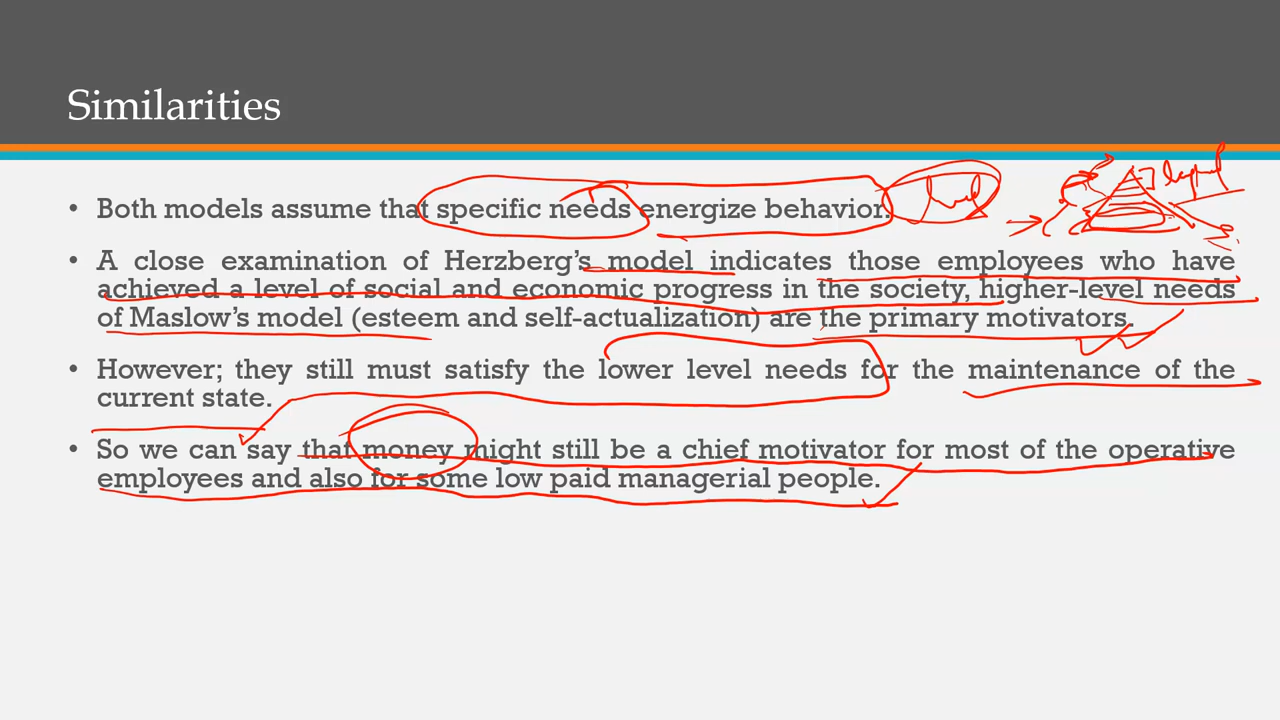 Similarities
• Both models assume that specific needs energize behavior.
• A close examination of Herzberg's model indicates those employees who have
achieved a level of social and economic progress in the society, higher-level needs
of Maslow's model (esteem and self-actualization) are the primary motivators.
• However; they still must satisfy the lower level needs for the maintenance of the
current state.
• So we can say that money might still be a chief motivator for most of the operative
employees and also for some low paid managerial people.